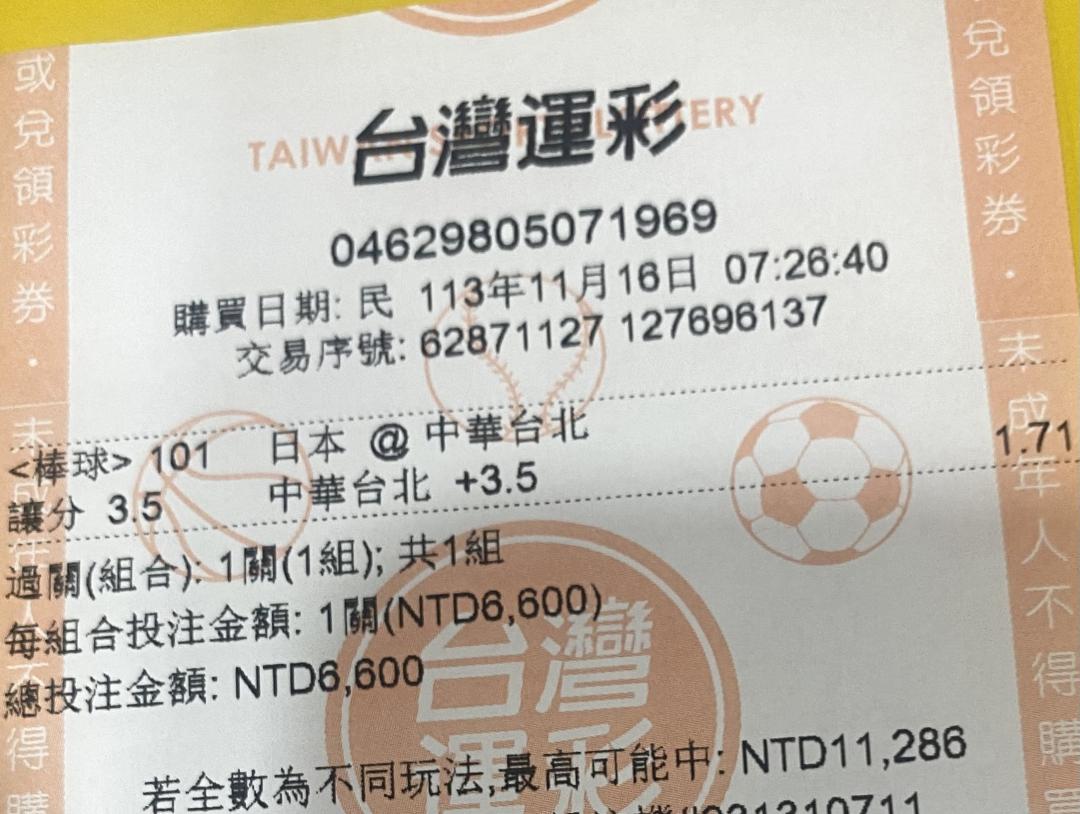 台灣運彩
04629805071969
購買日期: 民 113年11月16日 07:26:40
交易序號: 62871127 127696137
<棒球> 101 日本 @ 中華台北
讓分 3.5 中華台北 +3.5 1.71
過關(組合): 1關(1組); 共1組
每組合投注金額: 1關(NTD6,600)
總投注金額: NTD6,600
若全數為不同玩法,最高可能中: NTD11,286
或兌領彩券．未成年人不得購
兌領彩券．未成年人不得購買
台灣運彩